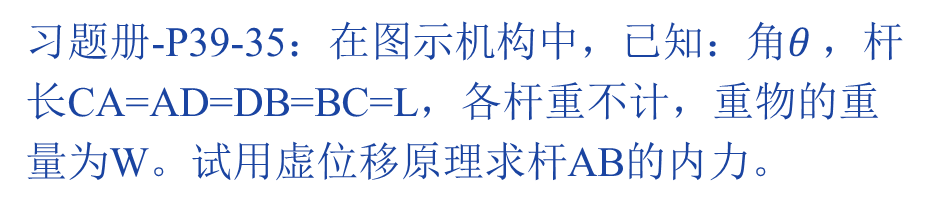 习题册-P39-35：在图示机构中，已知：角θ，杆
长CA=AD=DB=BC=L，各杆重不计，重物的重
量为W。试用虚位移原理求杆AB的内力。